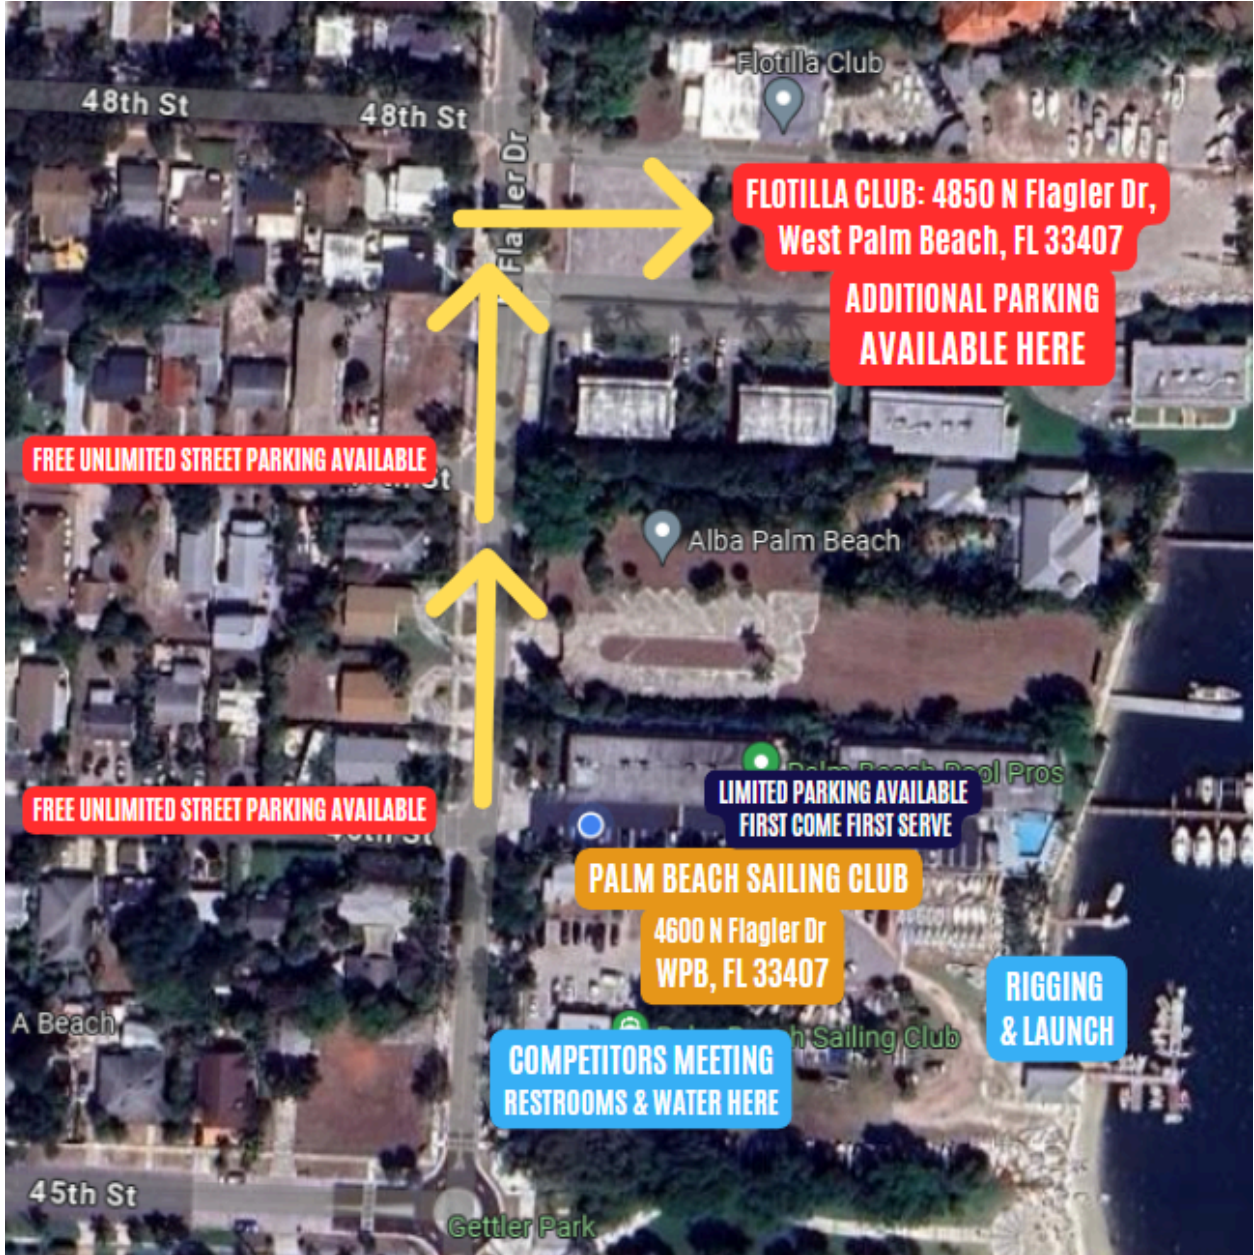 Flotilla Club
48th St
48th St
Flagler Dr
FLOTILLA CLUB: 4850 N Flagler Dr,
West Palm Beach, FL 33407
ADDITIONAL PARKING
AVAILABLE HERE
FREE UNLIMITED STREET PARKING AVAILABLE
St
Alba Palm Beach
Palm Beach Pool Pros
LIMITED PARKING AVAILABLE
FIRST COME FIRST SERVE
FREE UNLIMITED STREET PARKING AVAILABLE
St
PALM BEACH SAILING CLUB
4600 N Flagler Dr
WPB, FL 33407
RIGGING
& LAUNCH
A Beach
Sailing Club
COMPETITORS MEETING
RESTROOMS & WATER HERE
45th St
Gettler Park